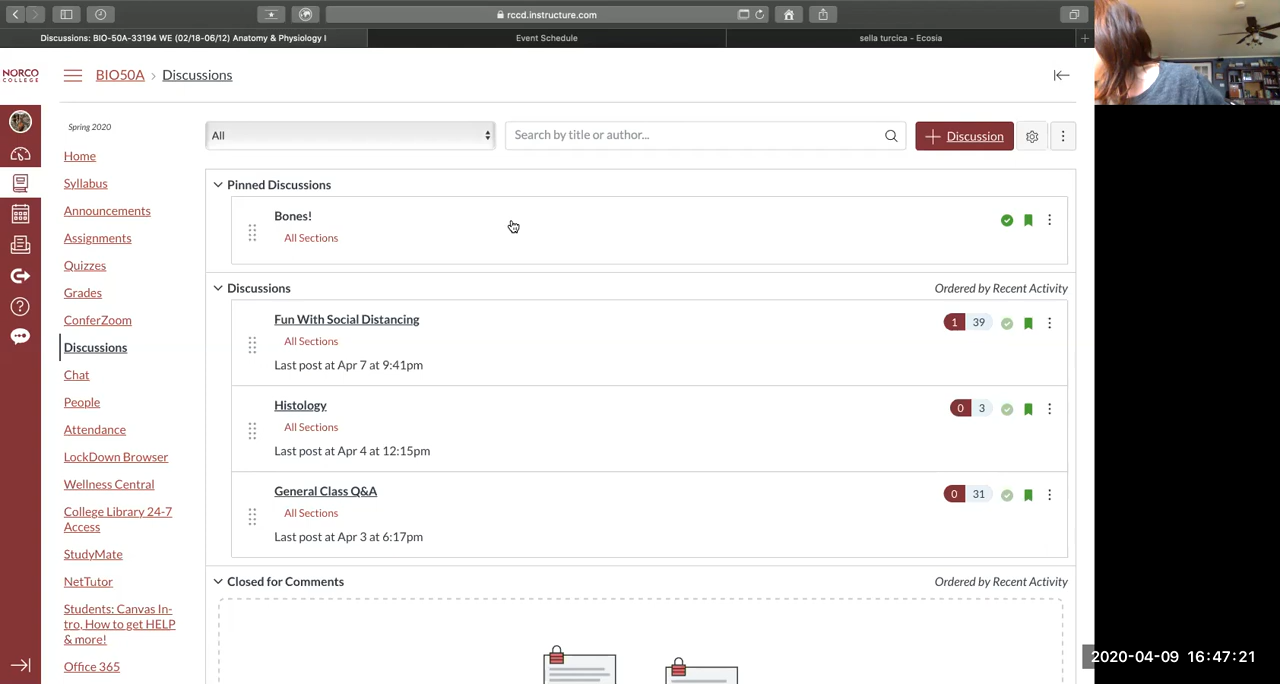 rccd.instructure.com
Discussions: BIO-50A-33194 WE (02/18-06/12) Anatomy & Physiology I
Event Schedule
sella turcica - Ecosia
NORCO
COLLEGE
BIO50A › Discussions
Spring 2020
Home
Syllabus
Announcements
Assignments
Quizzes
Grades
ConferZoom
Discussions
Chat
People
Attendance
LockDown Browser
Wellness Central
College Library 24-7
Access
StudyMate
NetTutor
Students: Canvas In-
tro, How to get HELP
& more!
Office 365
All
Search by title or author...
Discussion
Pinned Discussions
Bones!
All Sections
Discussions
Ordered by Recent Activity
Fun With Social Distancing
1 39
All Sections
Last post at Apr 7 at 9:41pm
Histology
0 3
All Sections
Last post at Apr 4 at 12:15pm
General Class Q&A
0 31
All Sections
Last post at Apr 3 at 6:17pm
Closed for Comments
Ordered by Recent Activity
2020-04-09 16:47:21